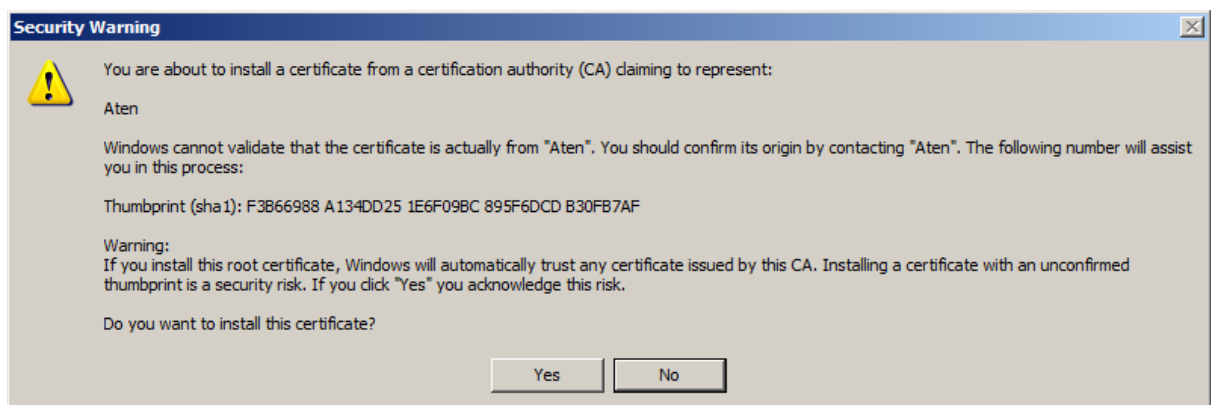 Security Warning
You are about to install a certificate from a certification authority (CA) claiming to represent:
Aten
Windows cannot validate that the certificate is actually from "Aten". You should confirm its origin by contacting "Aten". The following number will assist
you in this process:
Thumbprint (sha1): F3B66988 A134DD25 1E6F09BC 895F6DCD B30FB7AF
Warning:
If you install this root certificate, Windows will automatically trust any certificate issued by this CA. Installing a certificate with an unconfirmed
thumbprint is a security risk. If you click "Yes" you acknowledge this risk.
Do you want to install this certificate?
Yes
No